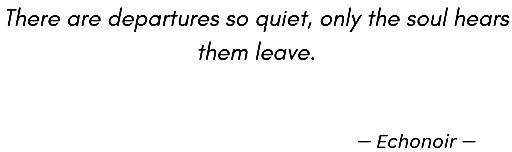 There are departures so quiet, only the soul hears
them leave.
— Echonoir —